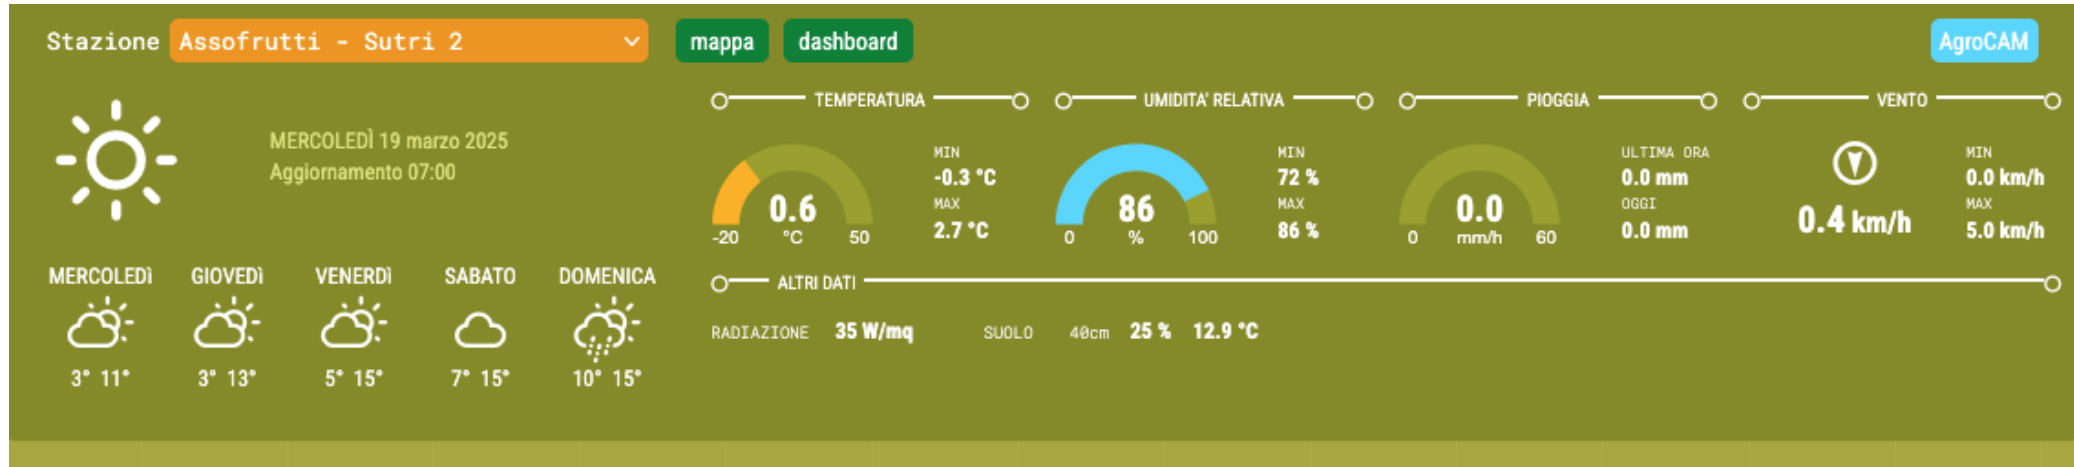 Stazione Assofrutti - Sutri 2 mappa dashboard AgroCAM
MERCOLEDÌ 19 marzo 2025
Aggiornamento 07:00
MERCOLEDÌ GIOVEDÌ VENERDÌ SABATO DOMENICA
3° 11° 3° 13° 5° 15° 7° 15° 10° 15°
TEMPERATURA
0.6
°C
-20 50
MIN
-0.3 °C
MAX
2.7 °C
UMIDITA' RELATIVA
86
%
0 100
MIN
72 %
MAX
86 %
PIOGGIA
0.0
mm/h
0 60
ULTIMA ORA
0.0 mm
OGGI
0.0 mm
VENTO
0.4 km/h
MIN
0.0 km/h
MAX
5.0 km/h
ALTRI DATI
RADIAZIONE 35 W/mq SUOLO 40cm 25 % 12.9 °C